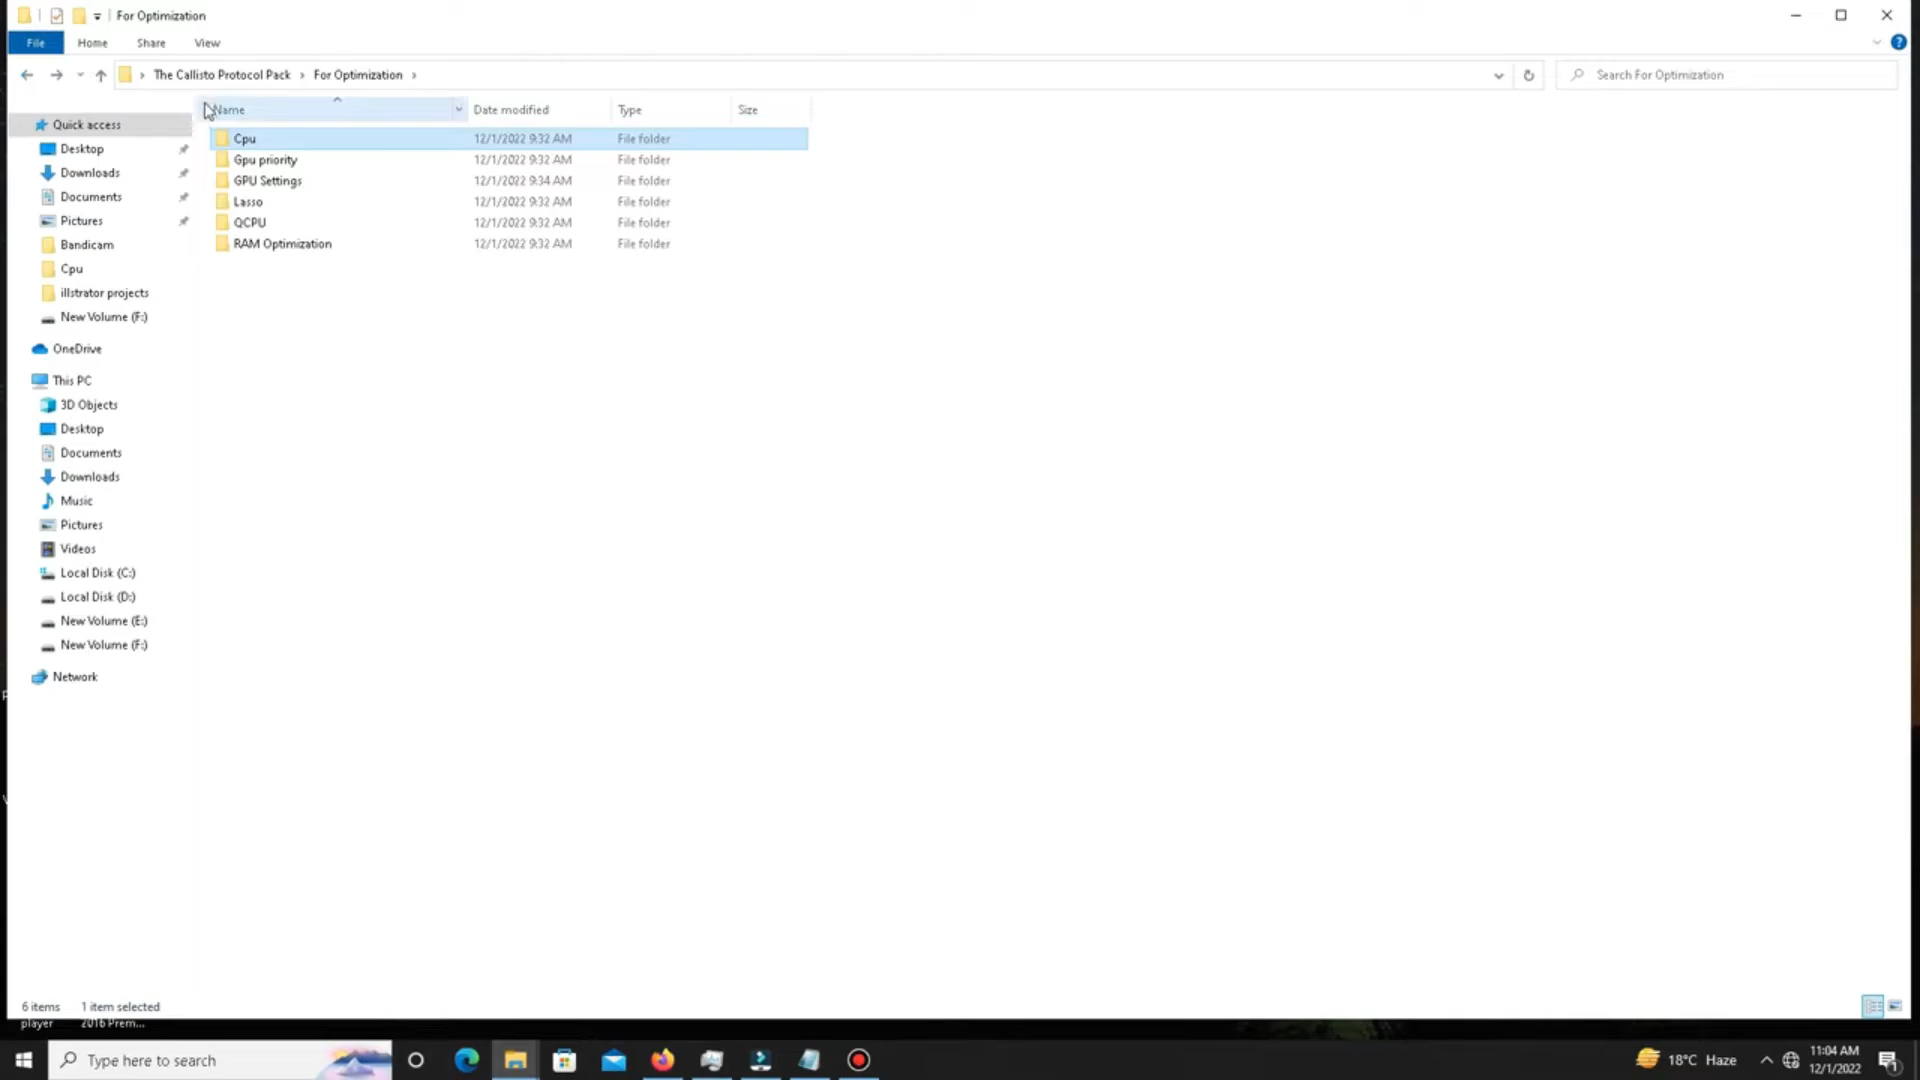 For Optimization
File Home Share View
The Callisto Protocol Pack For Optimization
Search For Optimization
Name Date modified Type Size
Cpu 12/1/2022 9:32 AM File folder
Gpu priority 12/1/2022 9:32 AM File folder
GPU Settings 12/1/2022 9:34 AM File folder
Lasso 12/1/2022 9:32 AM File folder
QCPU 12/1/2022 9:32 AM File folder
RAM Optimization 12/1/2022 9:32 AM File folder
Quick access
Desktop
Downloads
Documents
Pictures
Bandicam
Cpu
illstrator projects
New Volume (F:)
OneDrive
This PC
3D Objects
Desktop
Documents
Downloads
Music
Pictures
Videos
Local Disk (C:)
Local Disk (D:)
New Volume (E:)
New Volume (F:)
Network
6 items 1 item selected
player 2016 Prem...
Type here to search
18°C Haze
11:04 AM
12/1/2022
1